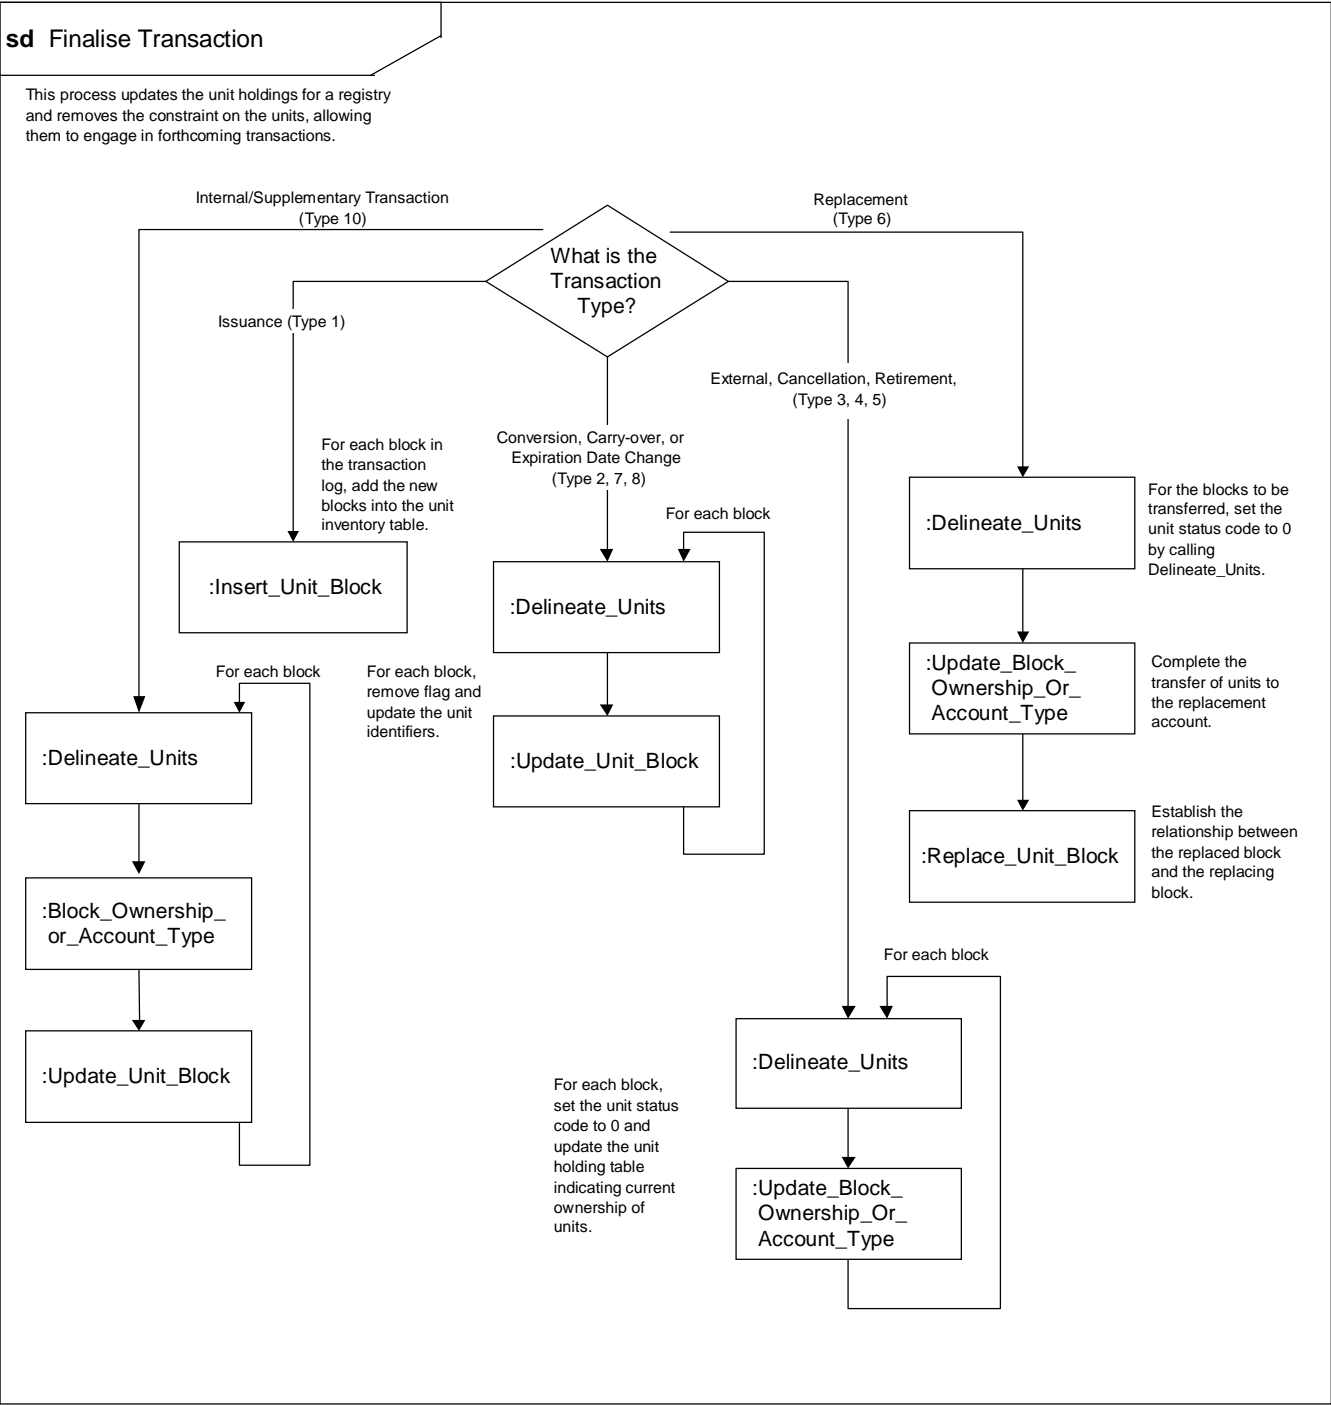 sd Finalise Transaction
This process updates the unit holdings for a registry
and removes the constraint on the units, allowing
them to engage in forthcoming transactions.
Internal/Supplementary Transaction
(Type 10)
Replacement
(Type 6)
What is the
Transaction
Type?
Issuance (Type 1)
External, Cancellation, Retirement,
(Type 3, 4, 5)
For each block in
the transaction
log, add the new
blocks into the unit
inventory table.
Conversion, Carry-over, or
Expiration Date Change
(Type 2, 7, 8)
For each block
:Insert_Unit_Block
:Delineate_Units
:Delineate_Units
For the blocks to be
transferred, set the
unit status code to 0
by calling
Delineate_Units.
For each block
For each block,
remove flag and
update the unit
identifiers.
:Update_Block_
Ownership_Or_
Account_Type
Complete the
transfer of units to
the replacement
account.
:Delineate_Units
:Update_Unit_Block
:Replace_Unit_Block
Establish the
relationship between
the replaced block
and the replacing
block.
:Block_Ownership_
or_Account_Type
For each block
:Update_Unit_Block
:Delineate_Units
For each block,
set the unit status
code to 0 and
update the unit
holding table
indicating current
ownership of
units.
:Update_Block_
Ownership_Or_
Account_Type